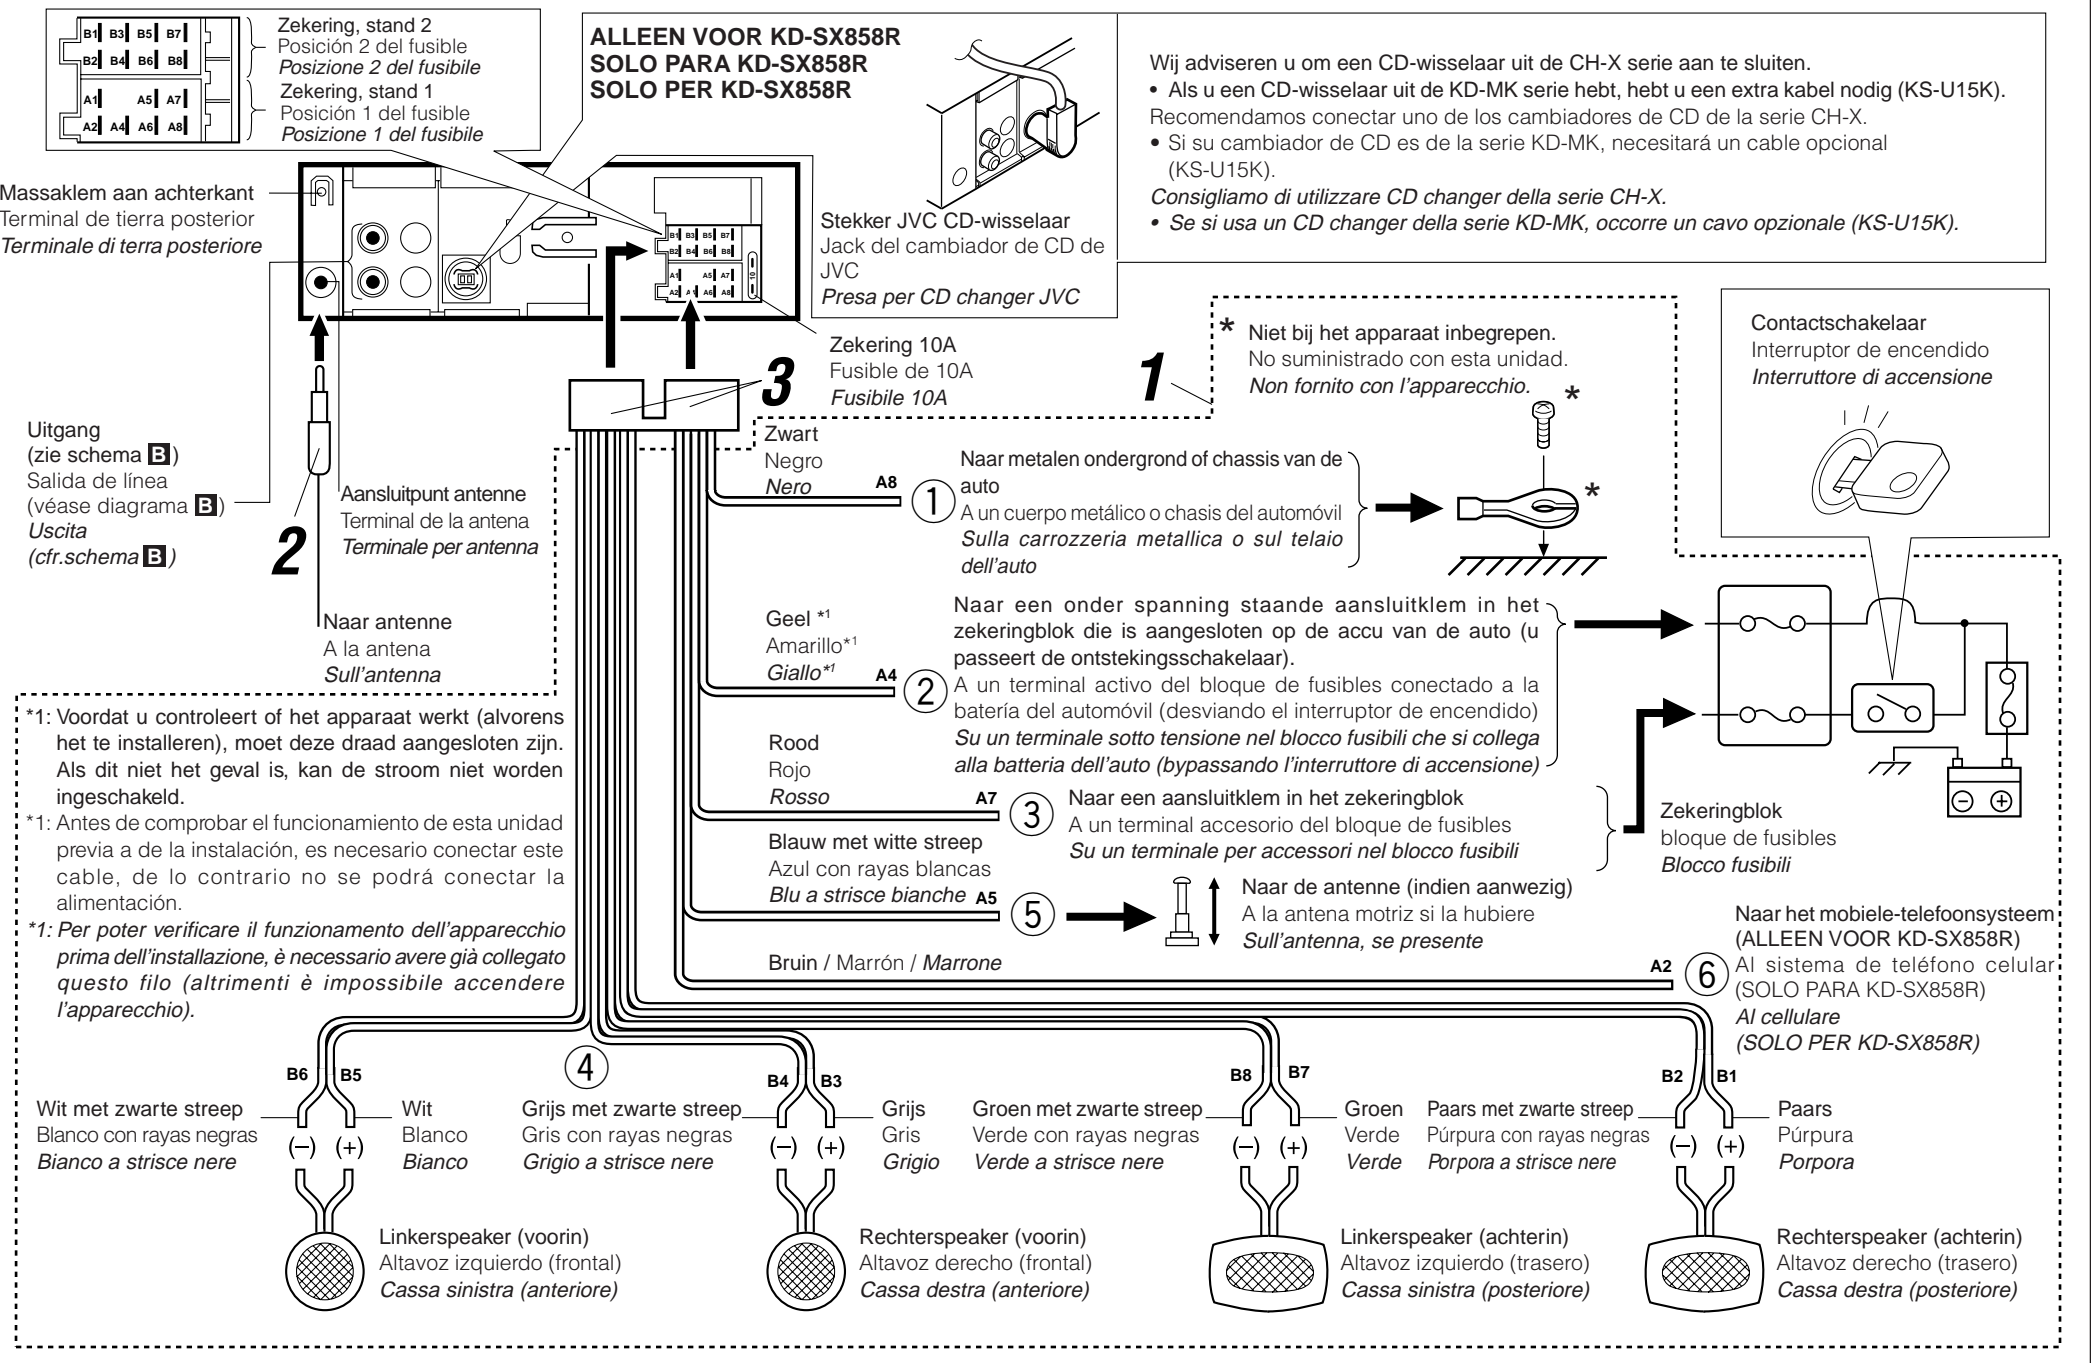 B1 B3 B5 B7
B2 B4 B6 B8
A1 A5 A7
A2 A4 A6 A8
Zekering, stand 2
Posición 2 del fusible
Posizione 2 del fusibile
Zekering, stand 1
Posición 1 del fusible
Posizione 1 del fusibile
ALLEEN VOOR KD-SX858R
SOLO PARA KD-SX858R
SOLO PER KD-SX858R
Wij adviseren u om een CD-wisselaar uit de CH-X serie aan te sluiten.
• Als u een CD-wisselaar uit de KD-MK serie hebt, hebt u een extra kabel nodig (KS-U15K).
Recomendamos conectar uno de los cambiadores de CD de la serie CH-X.
• Si su cambiador de CD es de la serie KD-MK, necesitará un cable opcional
(KS-U15K).
Consigliamo di utilizzare CD changer della serie CH-X.
• Se si usa un CD changer della serie KD-MK, occorre un cavo opzionale (KS-U15K).
Massaklem aan achterkant
Terminal de tierra posterior
Terminale di terra posteriore
B1 B3 B5 B7
B2 B4 B6 B8
A1 A5 A7
A2 A4 A6 A8
10
Stekker JVC CD-wisselaar
Jack del cambiador de CD de
JVC
Presa per CD changer JVC
Zekering 10A
Fusible de 10A
Fusibile 10A
3
1
* Niet bij het apparaat inbegrepen.
No suministrado con esta unidad.
Non fornito con l'apparecchio.
*
*
Contactschakelaar
Interruptor de encendido
Interruttore di accensione
Uitgang
(zie schema B)
Salida de línea
(véase diagrama B)
Uscita
(cfr.schema B)
2
Aansluitpunt antenne
Terminal de la antena
Terminale per antenna
Naar antenne
A la antena
Sull'antenna
Zwart
Negro
Nero
A8
1
Naar metalen ondergrond of chassis van de
auto
A un cuerpo metálico o chasis del automóvil
Sulla carrozzeria metallica o sul telaio
dell'auto
Geel *1
Amarillo*1
Giallo*1
A4
2
Naar een onder spanning staande aansluitklem in het
zekeringblok die is aangesloten op de accu van de auto (u
passeert de ontstekingsschakelaar).
A un terminal activo del bloque de fusibles conectado a la
batería del automóvil (desviando el interruptor de encendido)
Su un terminale sotto tensione nel blocco fusibili che si collega
alla batteria dell'auto (bypassando l'interruttore di accensione)
*1: Voordat u controleert of het apparaat werkt (alvorens
het te installeren), moet deze draad aangesloten zijn.
Als dit niet het geval is, kan de stroom niet worden
ingeschakeld.
*1: Antes de comprobar el funcionamiento de esta unidad
previa a de la instalación, es necesario conectar este
cable, de lo contrario no se podrá conectar la
alimentación.
*1: Per poter verificare il funzionamento dell'apparecchio
prima dell'installazione, è necessario avere già collegato
questo filo (altrimenti è impossibile accendere
l'apparecchio).
Rood
Rojo
Rosso
A7
3
Naar een aansluitklem in het zekeringblok
A un terminal accesorio del bloque de fusibles
Su un terminale per accessori nel blocco fusibili
Zekeringblok
bloque de fusibles
Blocco fusibili
− +
Blauw met witte streep
Azul con rayas blancas
Blu a strisce bianche
A5
5
Naar de antenne (indien aanwezig)
A la antena motriz si la hubiere
Sull'antenna, se presente
Bruin / Marrón / Marrone
A2
6
Naar het mobiele-telefoonsysteem
(ALLEEN VOOR KD-SX858R)
Al sistema de teléfono celular
(SOLO PARA KD-SX858R)
Al cellulare
(SOLO PER KD-SX858R)
4
B6 B5
Wit met zwarte streep
Blanco con rayas negras
Bianco a strisce nere
(−) (+)
Wit
Blanco
Bianco
Linkerspeaker (voorin)
Altavoz izquierdo (frontal)
Cassa sinistra (anteriore)
B4 B3
Grijs met zwarte streep
Gris con rayas negras
Grigio a strisce nere
(−) (+)
Grijs
Gris
Grigio
Rechterspeaker (voorin)
Altavoz derecho (frontal)
Cassa destra (anteriore)
B8 B7
Groen met zwarte streep
Verde con rayas negras
Verde a strisce nere
(−) (+)
Groen
Verde
Verde
Linkerspeaker (achterin)
Altavoz izquierdo (trasero)
Cassa sinistra (posteriore)
B2 B1
Paars met zwarte streep
Púrpura con rayas negras
Porpora a strisce nere
(−) (+)
Paars
Púrpura
Porpora
Rechterspeaker (achterin)
Altavoz derecho (trasero)
Cassa destra (posteriore)